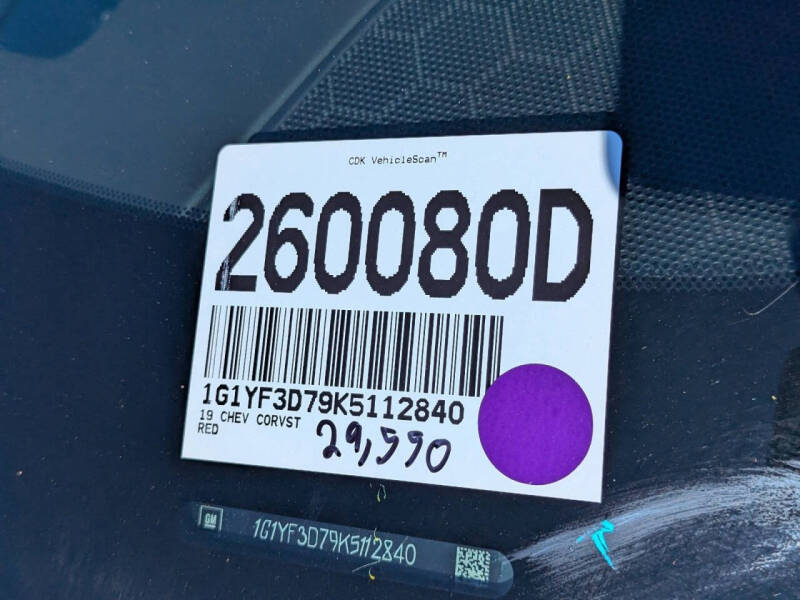 CDK VehicleScan™
260080D
1G1YF3D79K5112840
19 CHEV CORVST
RED
29,590
GM
1G1YF3D79K5112840